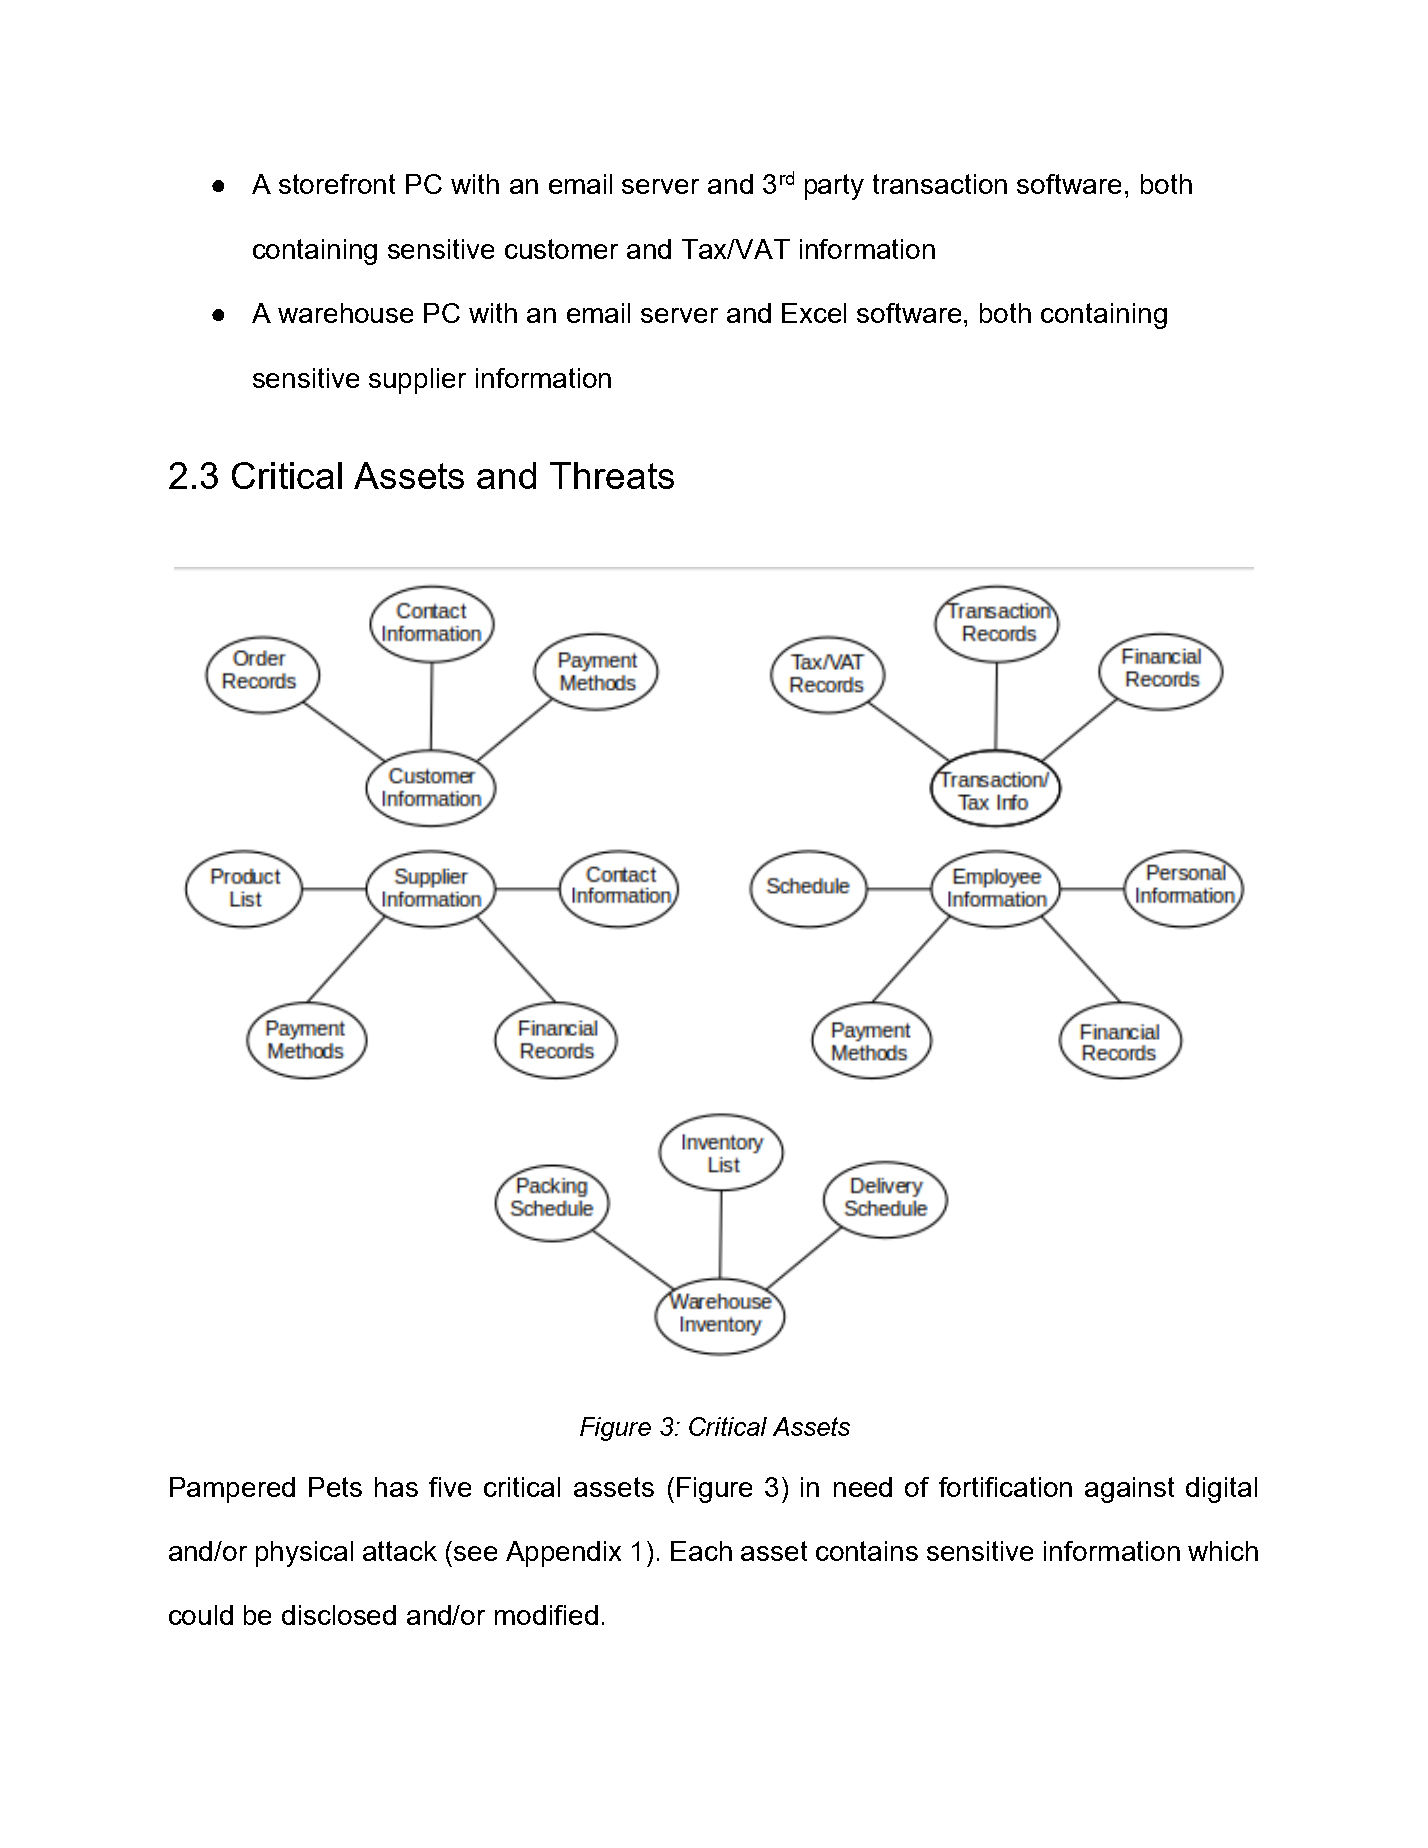 ● A storefront PC with an email server and 3rd party transaction software, both
containing sensitive customer and Tax/VAT information
● A warehouse PC with an email server and Excel software, both containing
sensitive supplier information
2.3 Critical Assets and Threats
Contact
Information
Order
Records
Payment
Methods
Customer
Information
Transaction
Records
Tax/VAT
Records
Financial
Records
Transaction/
Tax Info
Product
List
Supplier
Information
Contact
Information
Payment
Methods
Financial
Records
Schedule
Employee
Information
Personal
Information
Payment
Methods
Financial
Records
Inventory
List
Packing
Schedule
Delivery
Schedule
Warehouse
Inventory
Figure 3: Critical Assets
Pampered Pets has five critical assets (Figure 3) in need of fortification against digital
and/or physical attack (see Appendix 1). Each asset contains sensitive information which
could be disclosed and/or modified.